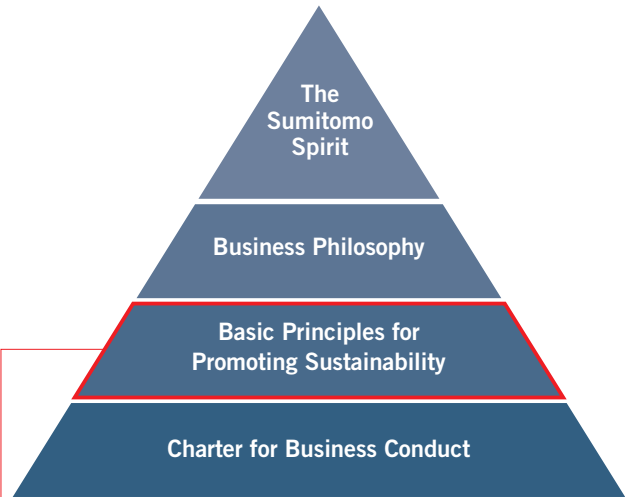 The
Sumitomo
Spirit
Business Philosophy
Basic Principles for
Promoting Sustainability
Charter for Business Conduct